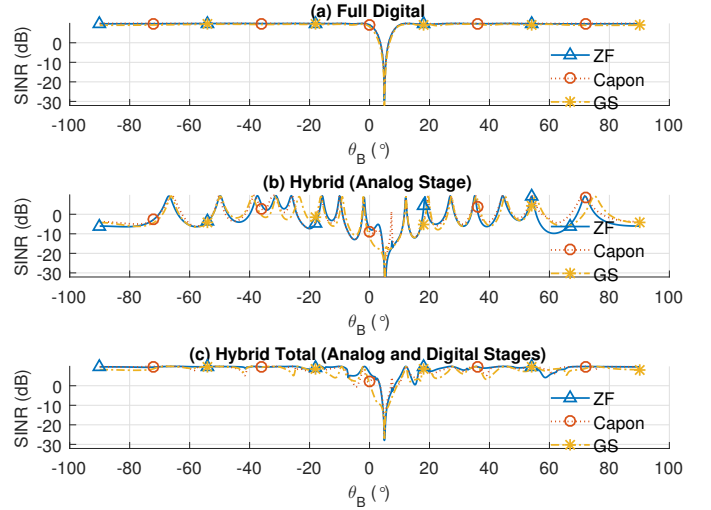 (a) Full Digital
SINR (dB)
0
-10
-20
-30
ZF
Capon
GS
-100 -80 -60 -40 -20 0 20 40 60 80 100
θB (°)
(b) Hybrid (Analog Stage)
SINR (dB)
0
-10
-20
-30
ZF
Capon
GS
-100 -80 -60 -40 -20 0 20 40 60 80 100
θB (°)
(c) Hybrid Total (Analog and Digital Stages)
SINR (dB)
0
-10
-20
-30
ZF
Capon
GS
-100 -80 -60 -40 -20 0 20 40 60 80 100
θB (°)